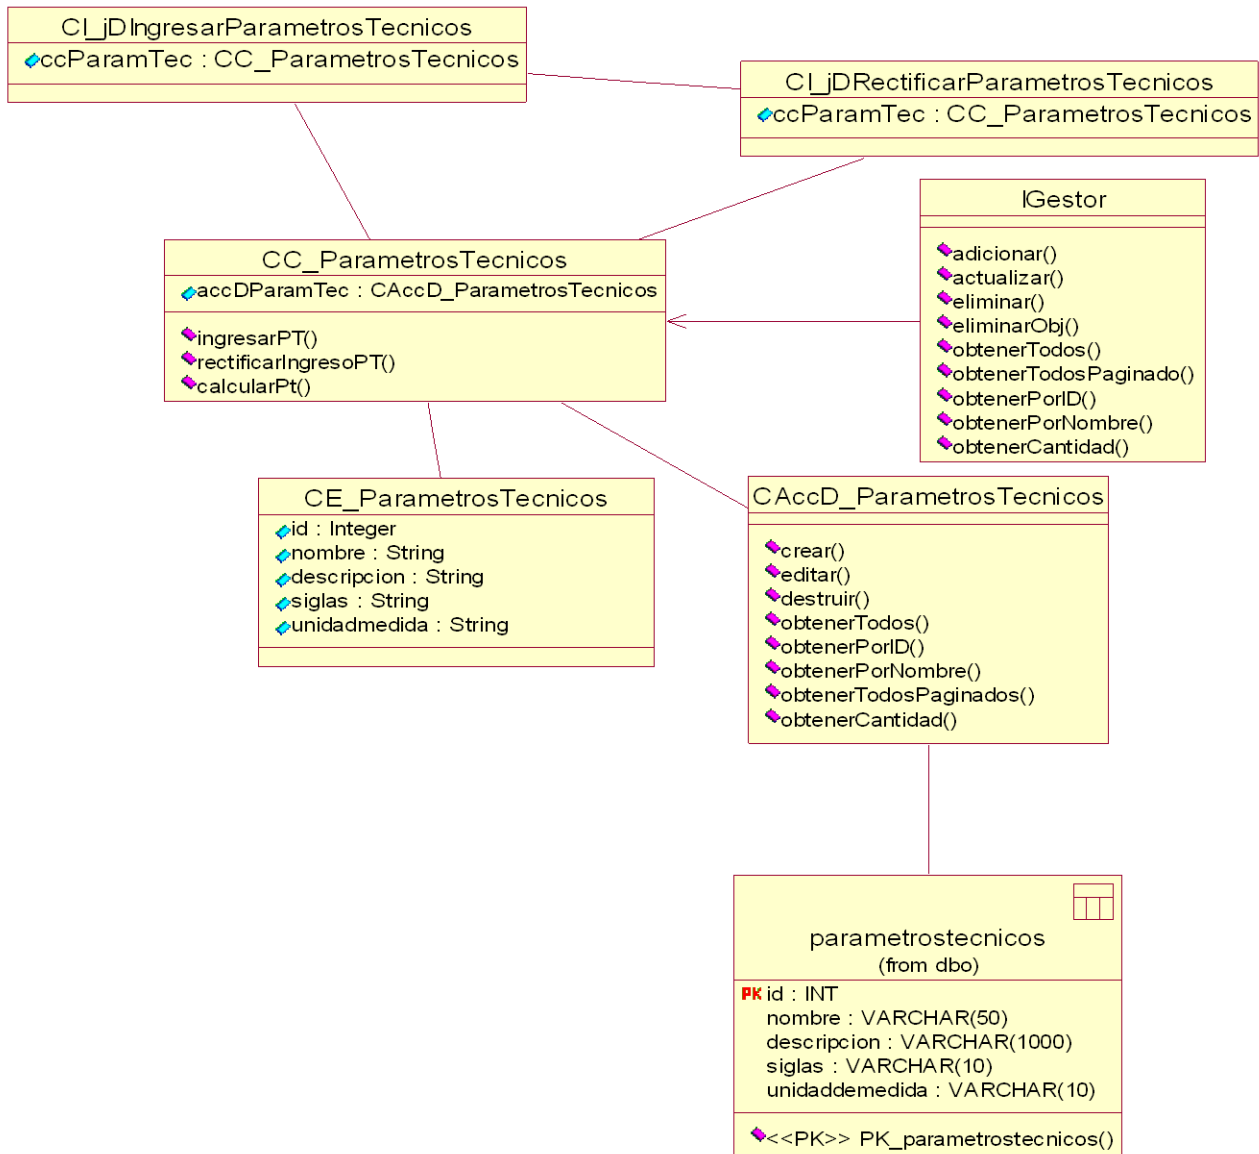 CI_jDIngresarParametrosTecnicos
ccParamTec : CC_ParametrosTecnicos
CI_jDRectificarParametrosTecnicos
ccParamTec : CC_ParametrosTecnicos
IGestor
adicionar()
actualizar()
eliminar()
eliminarObj()
obtenerTodos()
obtenerTodosPaginado()
obtenerPorID()
obtenerPorNombre()
obtenerCantidad()
CC_ParametrosTecnicos
accDParamTec : CAccD_ParametrosTecnicos
ingresarPT()
rectificarIngresoPT()
calcularPt()
CE_ParametrosTecnicos
id : Integer
nombre : String
descripcion : String
siglas : String
unidadmedida : String
CAccD_ParametrosTecnicos
crear()
editar()
destruir()
obtenerTodos()
obtenerPorID()
obtenerPorNombre()
obtenerTodosPaginados()
obtenerCantidad()
parametrostecnicos
(from dbo)
PK id : INT
nombre : VARCHAR(50)
descripcion : VARCHAR(1000)
siglas : VARCHAR(10)
unidaddemedida : VARCHAR(10)
<<PK>> PK_parametrostecnicos()